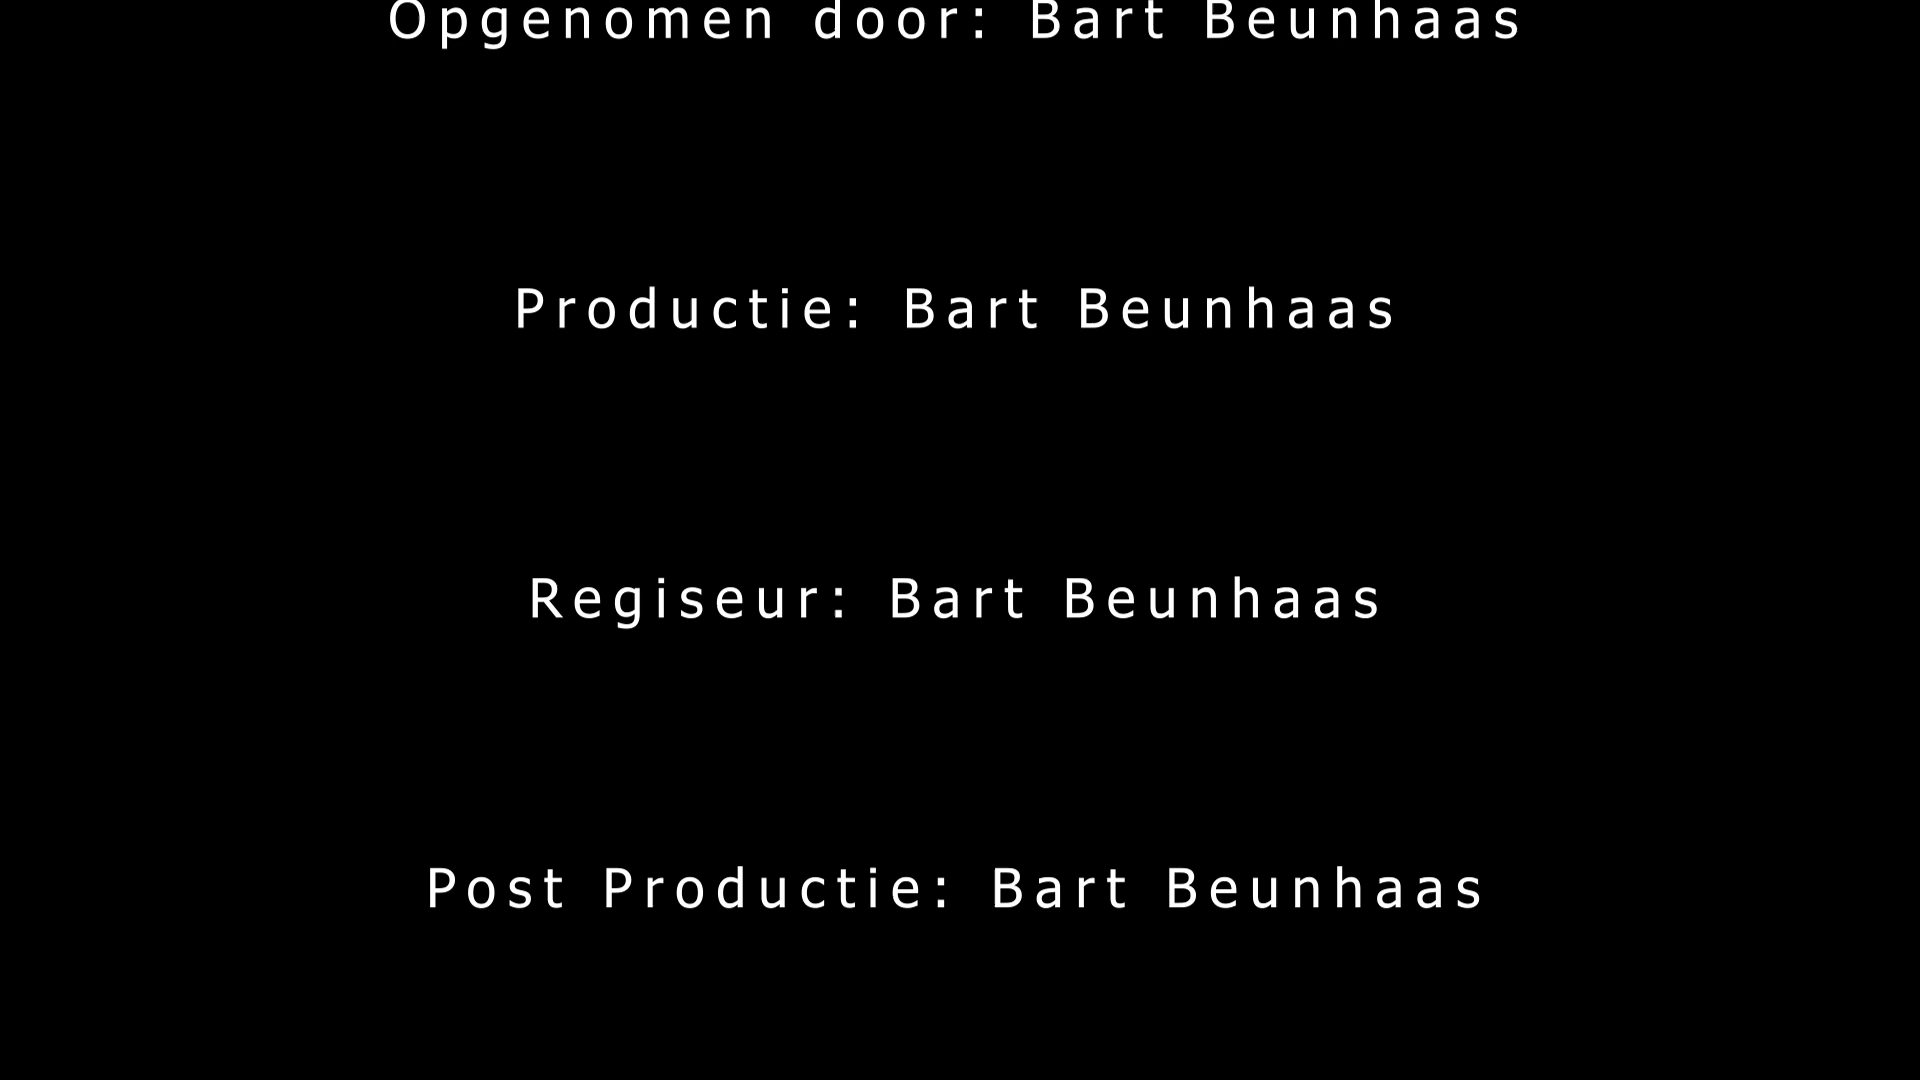 Opgenomen door: Bart Beunhaas
Productie: Bart Beunhaas
Regiseur: Bart Beunhaas
Post Productie: Bart Beunhaas